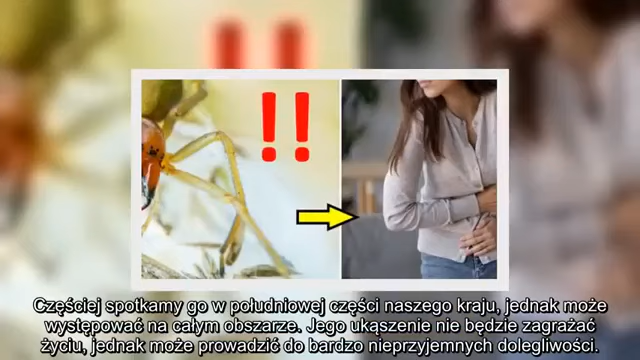 !!
Częściej spotkamy go w południowej części naszego kraju, jednak może
występować na całym obszarze. Jego ukąszenie nie będzie zagrażać
życiu, jednak może prowadzić do bardzo nieprzyjemnych dolegliwości.